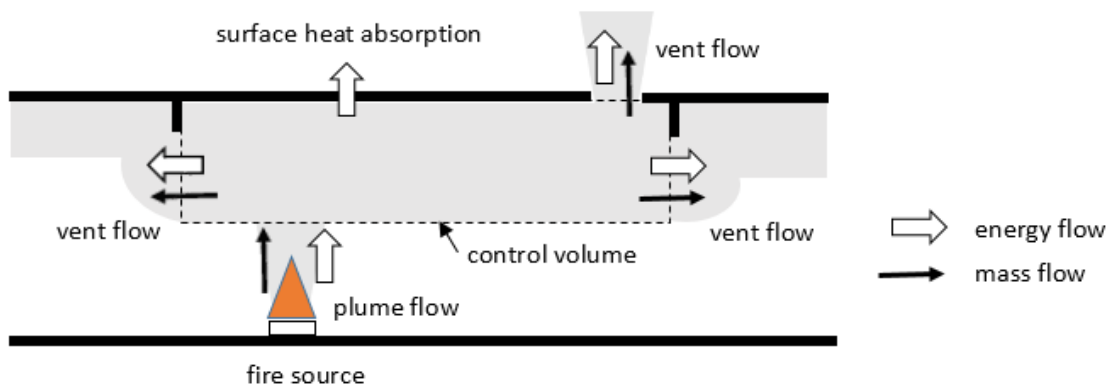 surface heat absorption
vent flow
vent flow
control volume
vent flow
plume flow
fire source
energy flow
mass flow